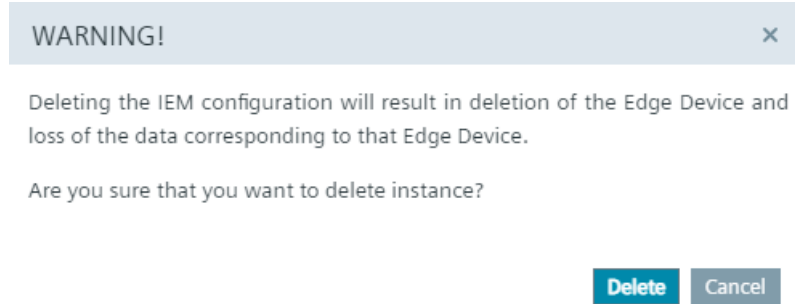 WARNING!
Deleting the IEM configuration will result in deletion of the Edge Device and
loss of the data corresponding to that Edge Device.
Are you sure that you want to delete instance?
Delete Cancel